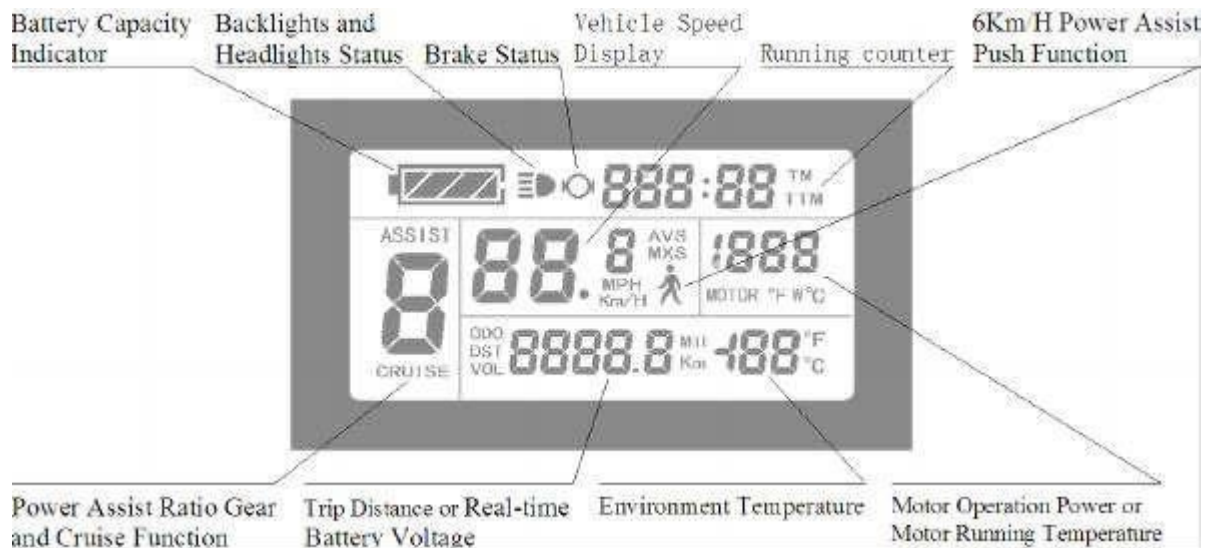 Battery Capacity Indicator
Backlights and Headlights Status
Brake Status
Vehicle Speed Display
Running counter
6Km/H Power Assist Push Function
888:88 TM TTM
ASSIST
8
CRUISE
88.8 AVS MXS
MPH Km/H
1888
MOTOR °F W°C
ODO DST VOL
8888.8 Mil Km
-188 °F °C
Power Assist Ratio Gear and Cruise Function
Trip Distance or Real-time Battery Voltage
Environment Temperature
Motor Operation Power or Motor Running Temperature